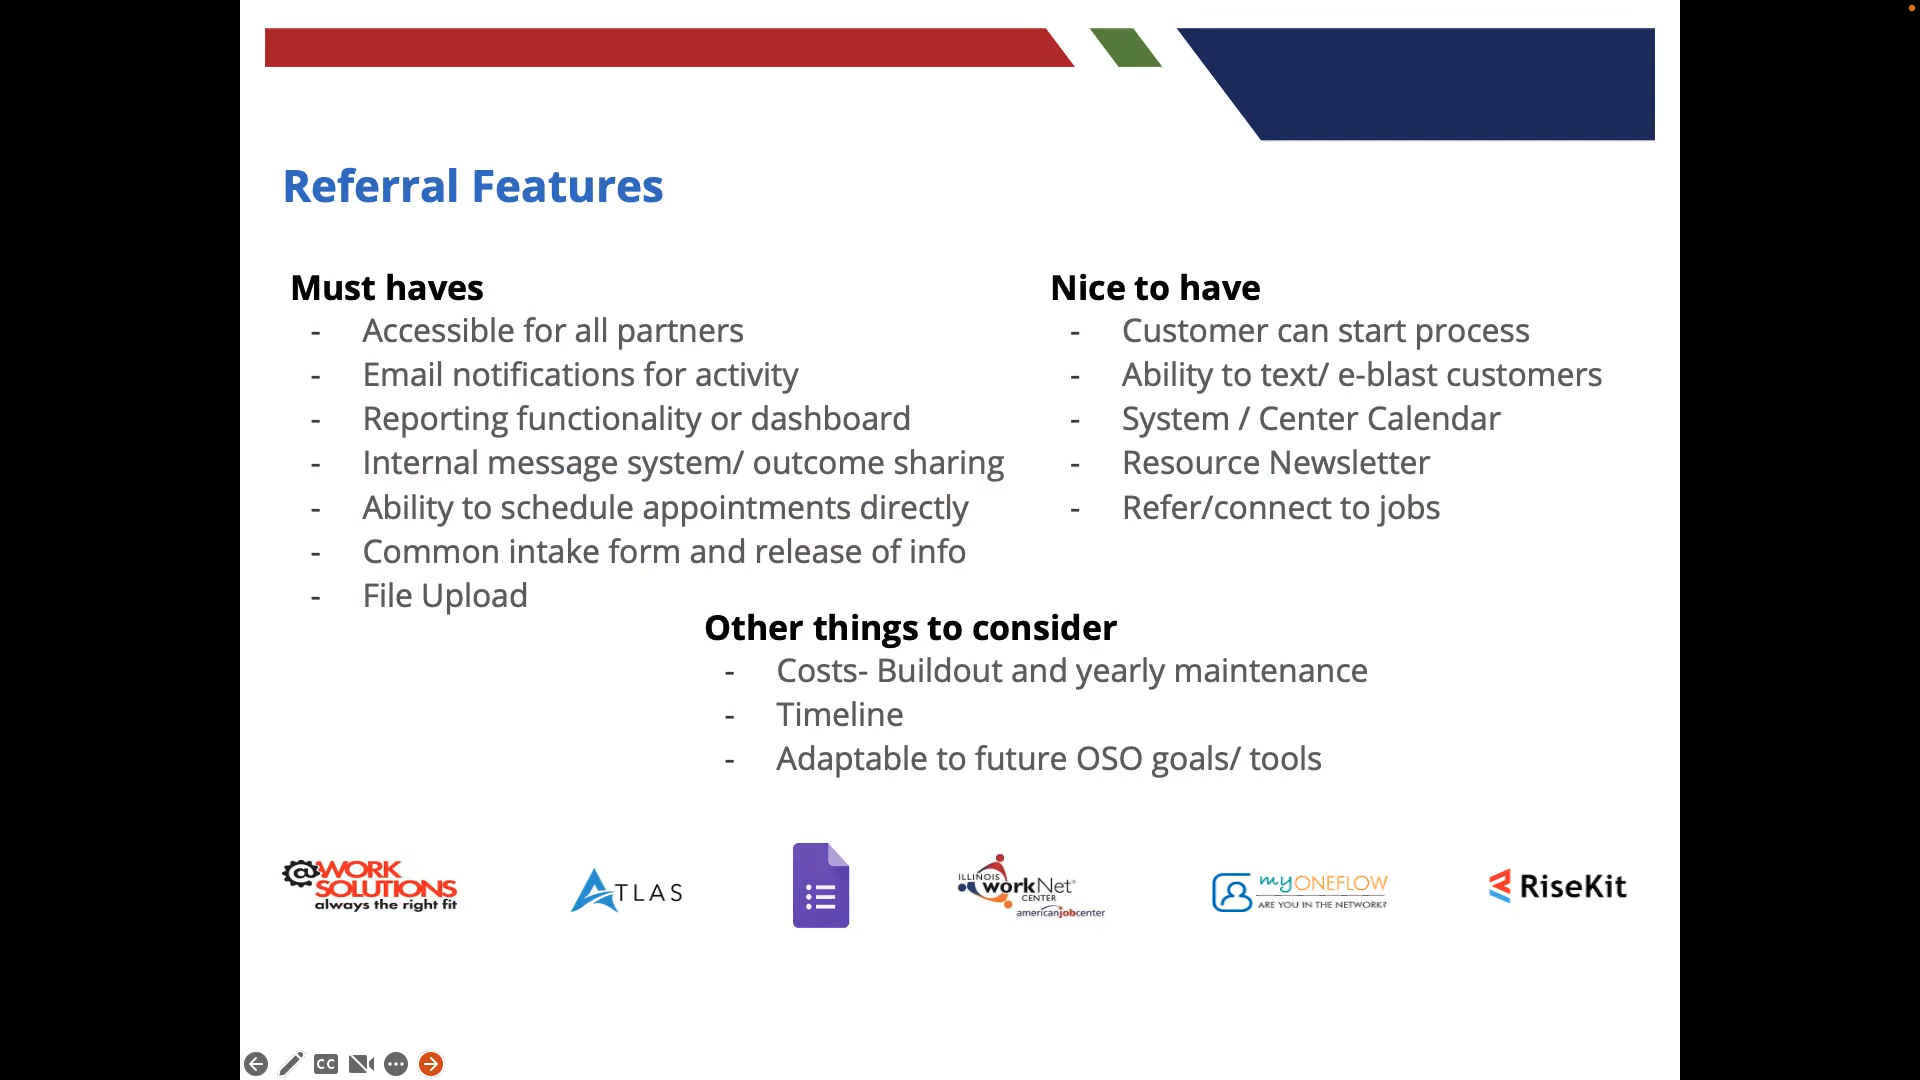 Referral Features
Must haves
- Accessible for all partners
- Email notifications for activity
- Reporting functionality or dashboard
- Internal message system/ outcome sharing
- Ability to schedule appointments directly
- Common intake form and release of info
- File Upload
Nice to have
- Customer can start process
- Ability to text/ e-blast customers
- System / Center Calendar
- Resource Newsletter
- Refer/connect to jobs
Other things to consider
- Costs- Buildout and yearly maintenance
- Timeline
- Adaptable to future OSO goals/ tools
@WORK
SOLUTIONS
always the right fit
ATLAS
ILLINOIS
workNet®
CENTER
americanjobcenter
myONEFLOW
ARE YOU IN THE NETWORK?
RiseKit
CC